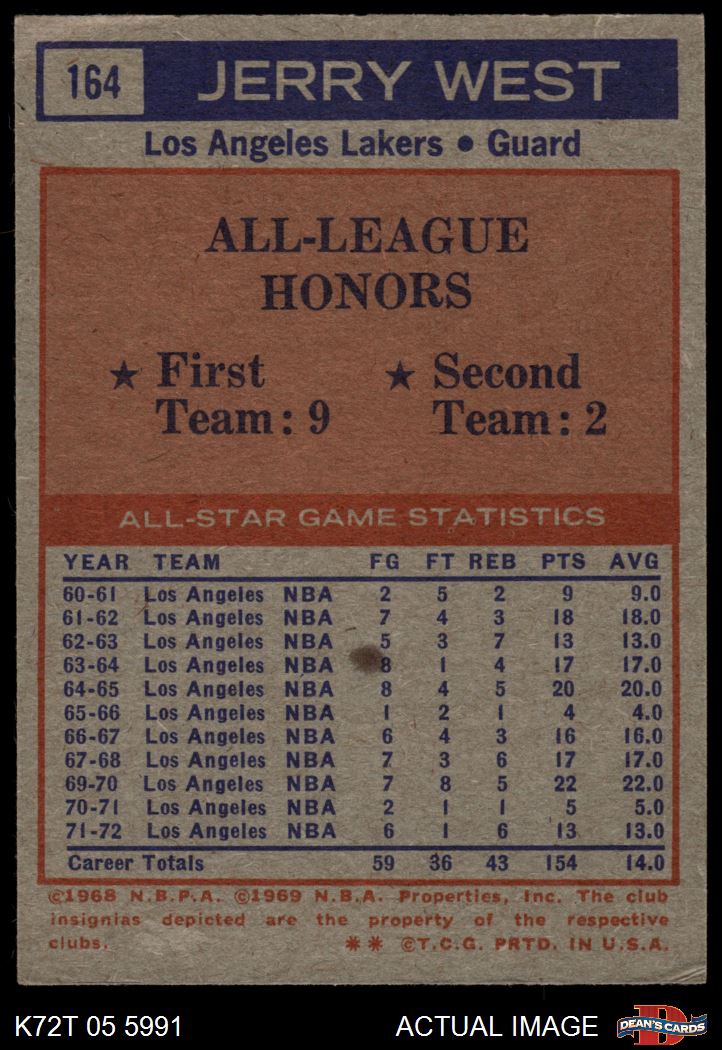 164 JERRY WEST
Los Angeles Lakers • Guard
ALL-LEAGUE
HONORS
★ First ★ Second
Team: 9 Team: 2
ALL-STAR GAME STATISTICS
YEAR TEAM FG FT REB PTS AVG
60-61 Los Angeles NBA 2 5 2 9 9.0
61-62 Los Angeles NBA 7 4 3 18 18.0
62-63 Los Angeles NBA 5 3 7 13 13.0
63-64 Los Angeles NBA 8 1 4 17 17.0
64-65 Los Angeles NBA 8 4 5 20 20.0
65-66 Los Angeles NBA 1 2 1 4 4.0
66-67 Los Angeles NBA 6 4 3 16 16.0
67-68 Los Angeles NBA 7 3 6 17 17.0
69-70 Los Angeles NBA 7 8 5 22 22.0
70-71 Los Angeles NBA 2 1 1 5 5.0
71-72 Los Angeles NBA 6 1 6 13 13.0
Career Totals 59 36 43 154 14.0
©1968 N.B.P.A. ©1969 N.B.A. Properties, Inc. The club
insignias depicted are the property of the respective
clubs. ** ©T.C.G. PRTD. IN U.S.A.
K72T 05 5991 ACTUAL IMAGE D DEAN'S CARDS